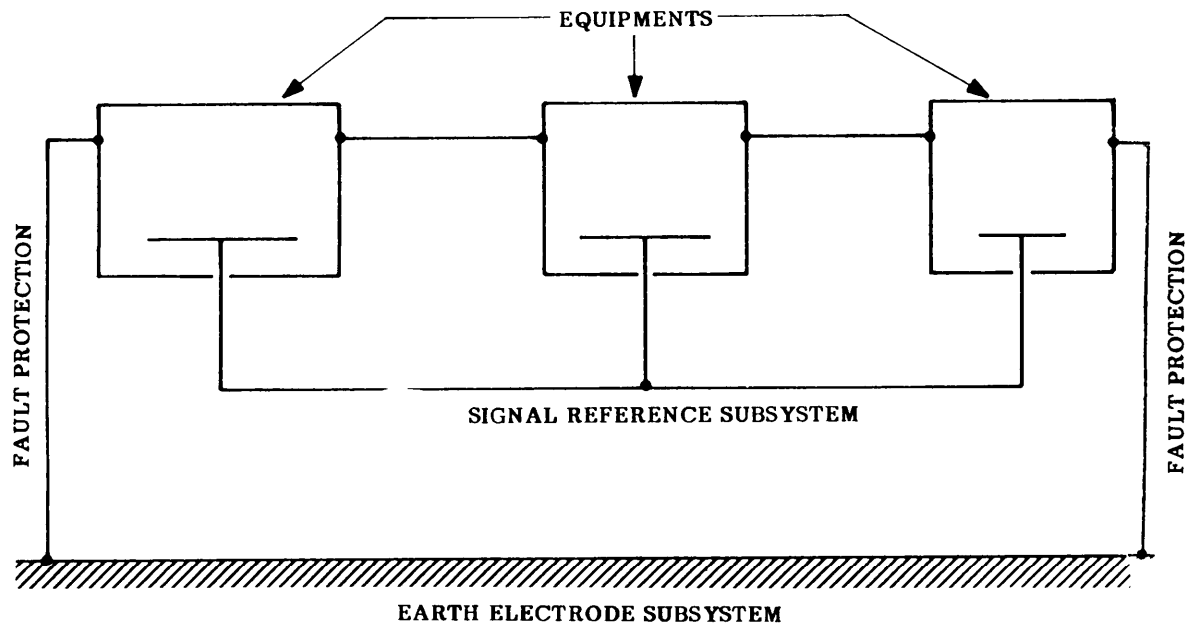 EQUIPMENTS
FAULT PROTECTION
FAULT PROTECTION
SIGNAL REFERENCE SUBSYSTEM
EARTH ELECTRODE SUBSYSTEM